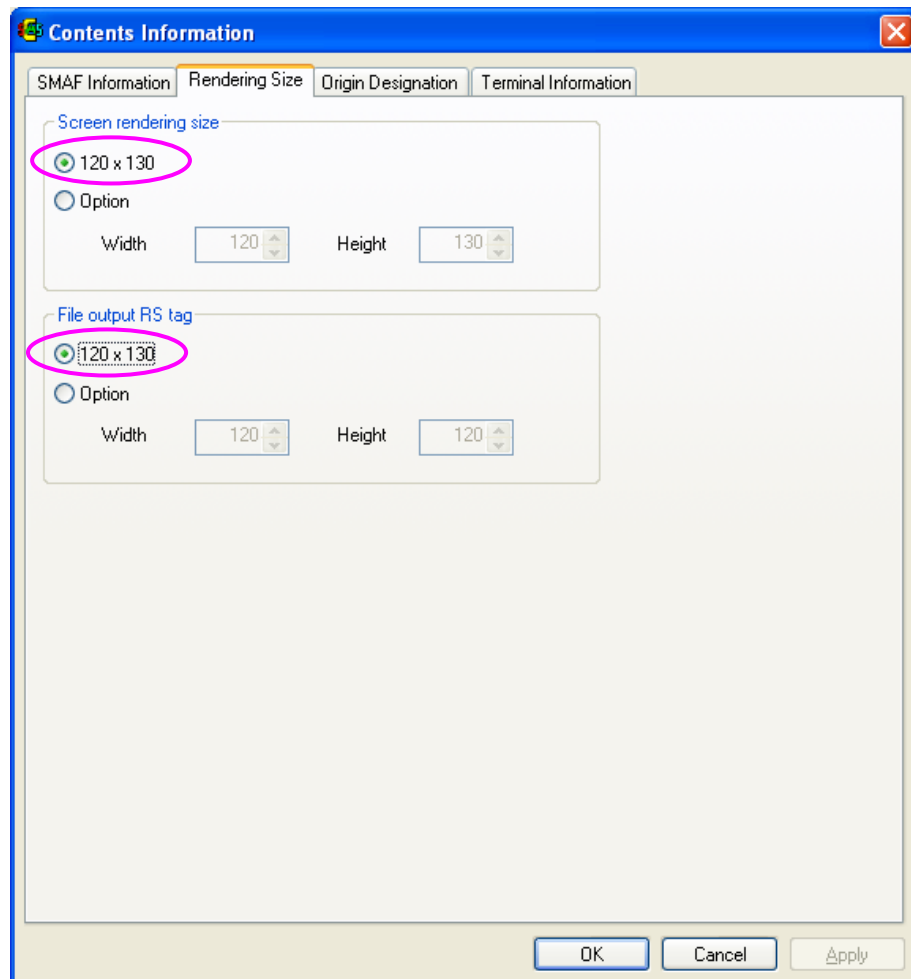 Contents Information
SMAF Information Rendering Size Origin Designation Terminal Information
Screen rendering size
120 x 130
Option
Width 120 Height 130
File output RS tag
120 x 130
Option
Width 120 Height 120
OK Cancel Apply